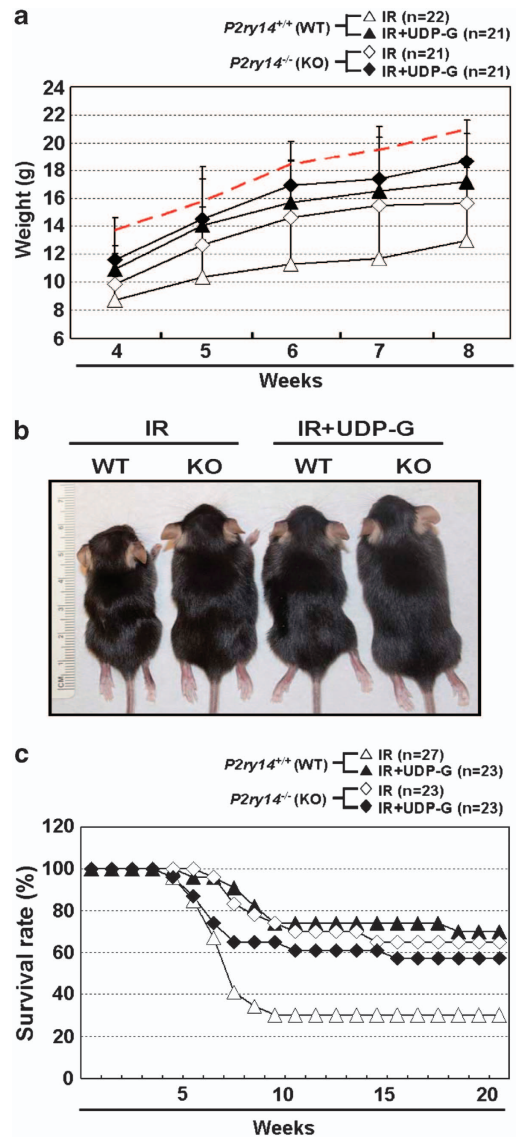 a
P2ry14+/+ (WT)
IR (n=22)
IR+UDP-G (n=21)
P2ry14-/- (KO)
IR (n=21)
IR+UDP-G (n=21)
Weight (g)
24
22
20
18
16
14
12
10
8
6
4 5 6 7 8
Weeks
b
IR IR+UDP-G
WT KO WT KO
CM
c
P2ry14+/+ (WT)
IR (n=27)
IR+UDP-G (n=23)
P2ry14-/- (KO)
IR (n=23)
IR+UDP-G (n=23)
Survival rate (%)
120
100
80
60
40
20
0
5 10 15 20
Weeks